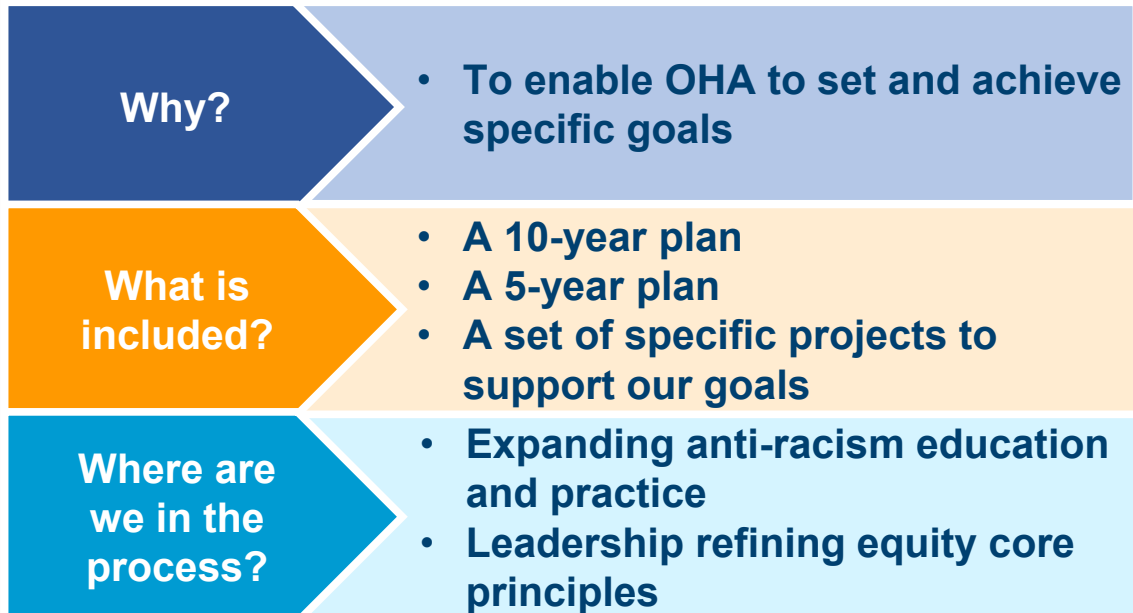 Why?
• To enable OHA to set and achieve
specific goals
What is
included?
• A 10-year plan
• A 5-year plan
• A set of specific projects to
support our goals
Where are
we in the
process?
• Expanding anti-racism education
and practice
• Leadership refining equity core
principles